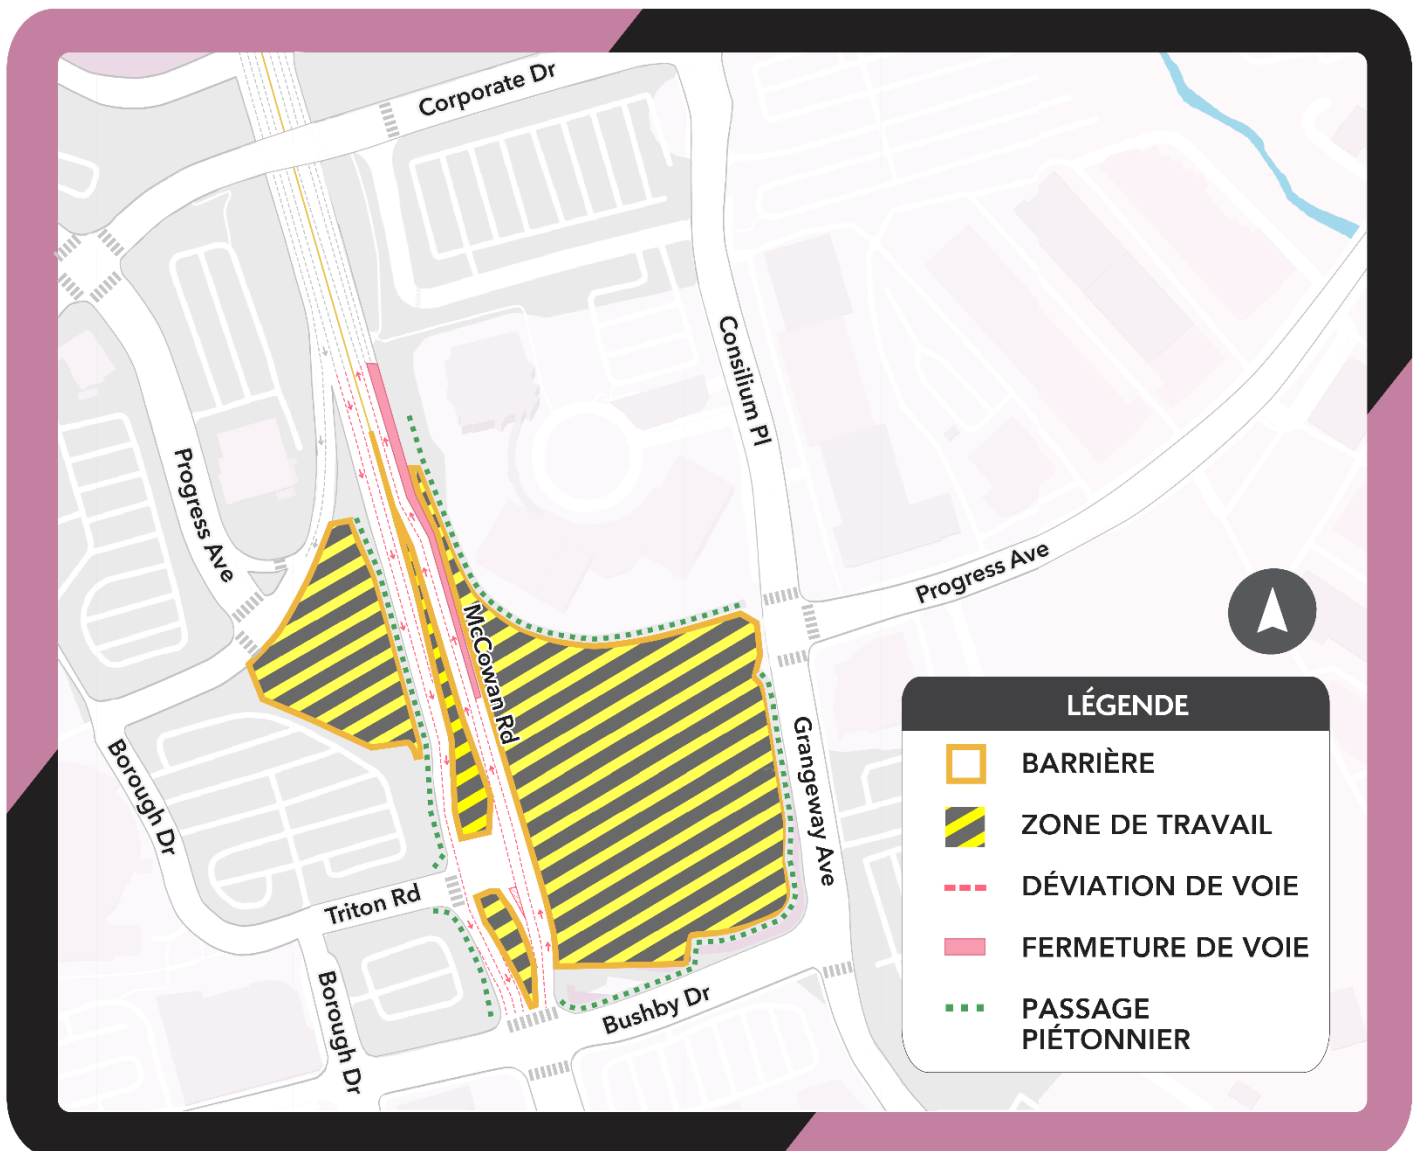 Corporate Dr
Consilium Pl
Progress Ave
Progress Ave
McCowan Rd
Grangeway Ave
Borough Dr
Triton Rd
Borough Dr
Bushby Dr
LÉGENDE
BARRIÈRE
ZONE DE TRAVAIL
DÉVIATION DE VOIE
FERMETURE DE VOIE
PASSAGE
PIÉTONNIER